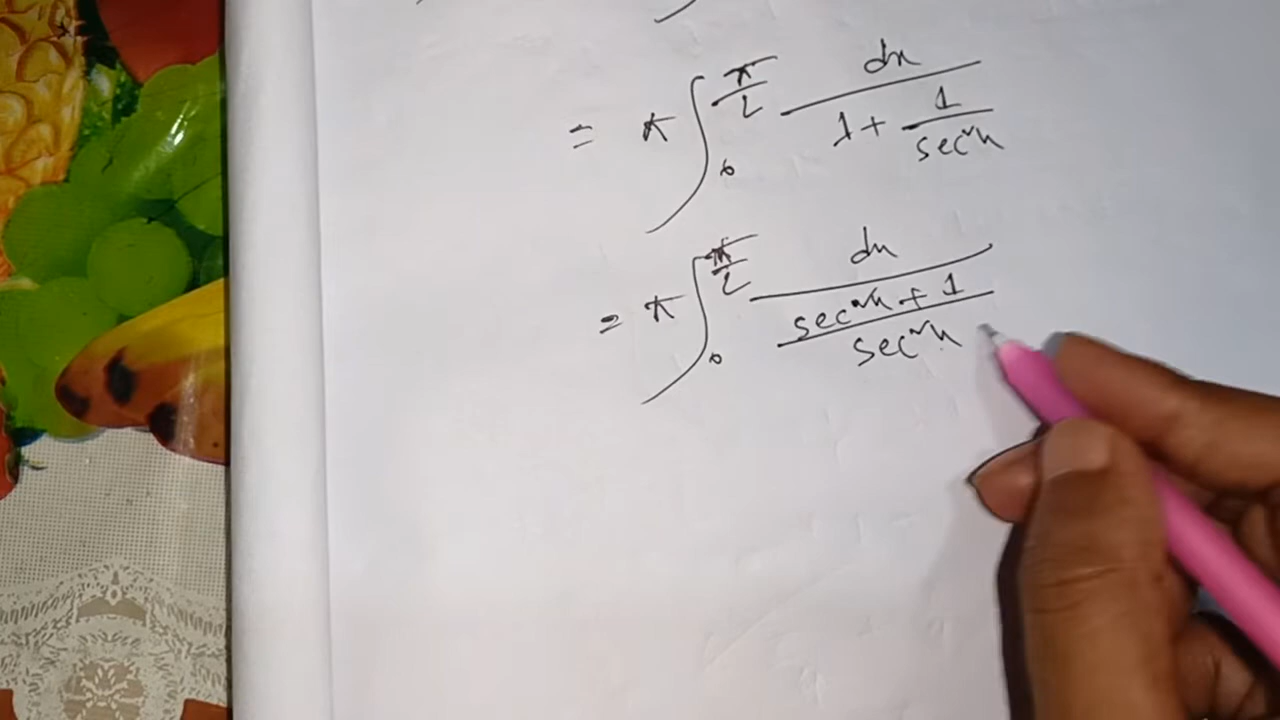 = π ∫₀^{π/2} dx / (1 + 1/sec²x)
= π ∫₀^{π/2} dx / ((sec²x + 1)/sec²x)